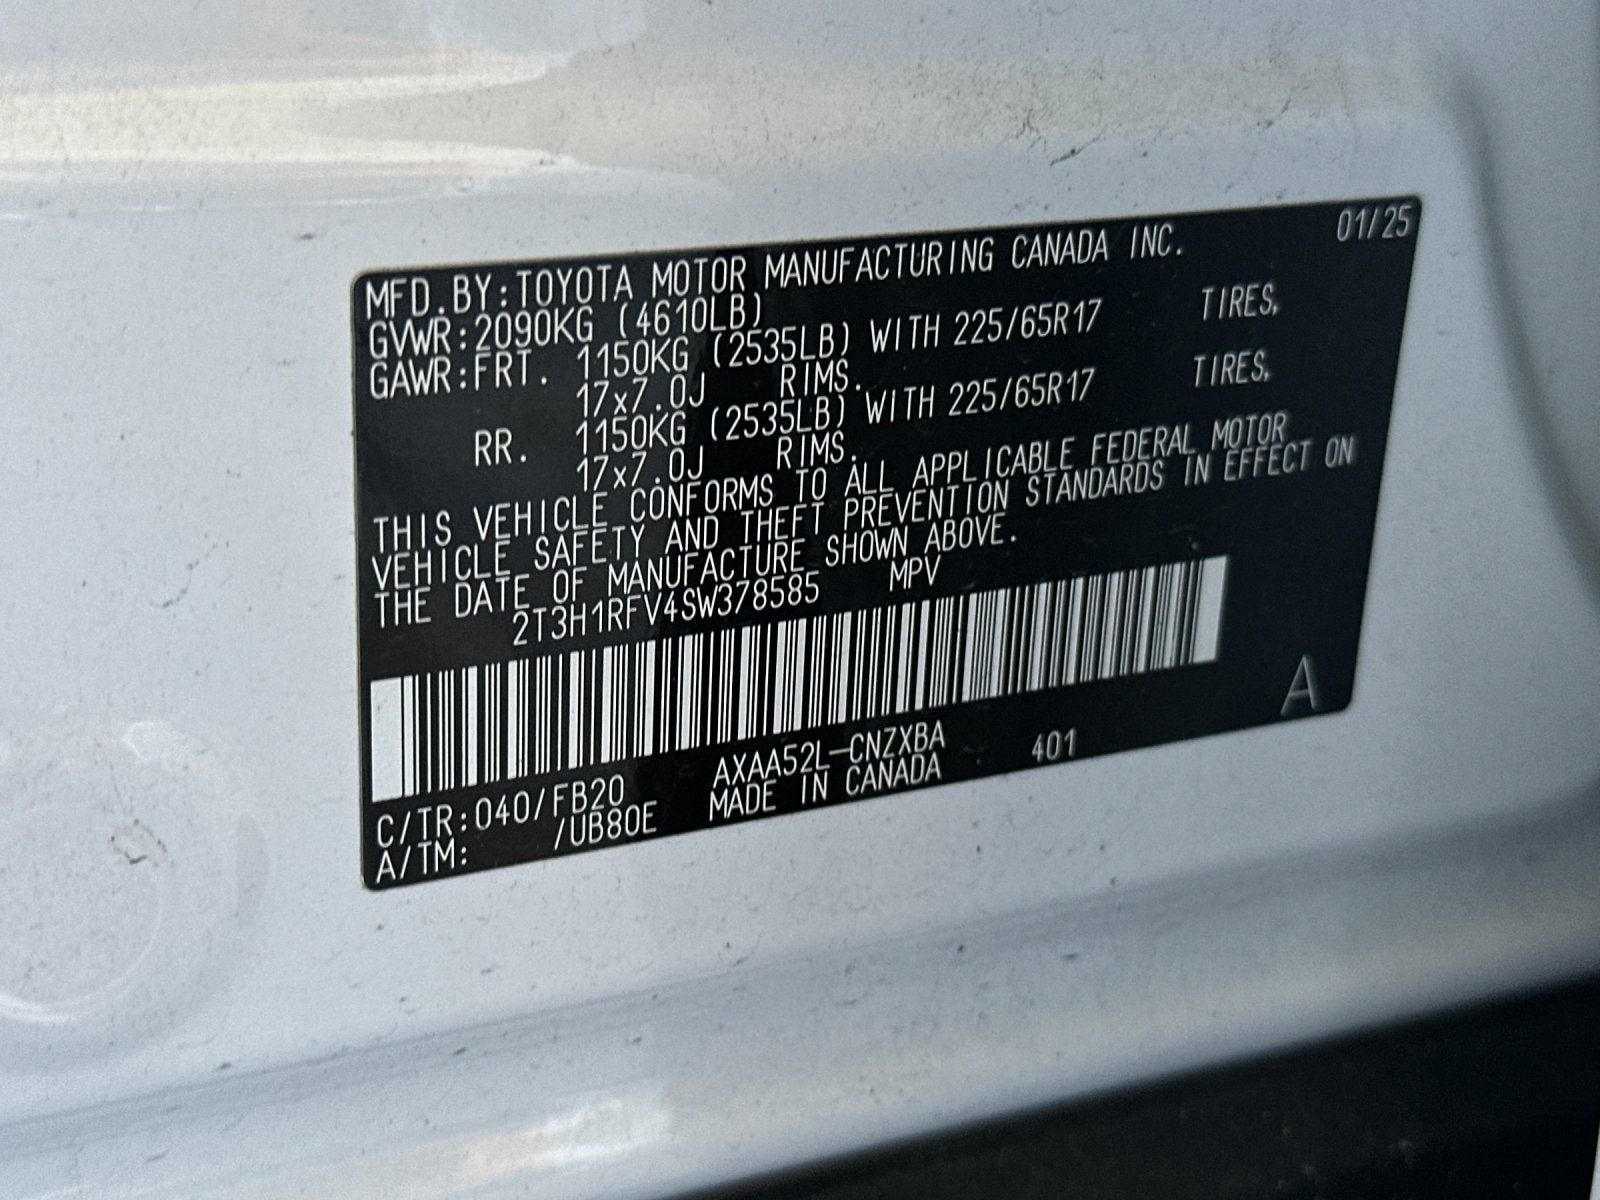 MFD.BY:TOYOTA MOTOR MANUFACTURING CANADA INC. 01/25
GVWR:2090KG (4610LB)
GAWR:FRT. 1150KG (2535LB) WITH 225/65R17 TIRES,
17x7.0J RIMS.
RR. 1150KG (2535LB) WITH 225/65R17 TIRES,
17x7.0J RIMS.
THIS VEHICLE CONFORMS TO ALL APPLICABLE FEDERAL MOTOR
VEHICLE SAFETY AND THEFT PREVENTION STANDARDS IN EFFECT ON
THE DATE OF MANUFACTURE SHOWN ABOVE.
2T3H1RFV4SW378585 MPV
A
C/TR:040/FB20 AXAA52L-CNZXBA 401
A/TM: /UB80E MADE IN CANADA